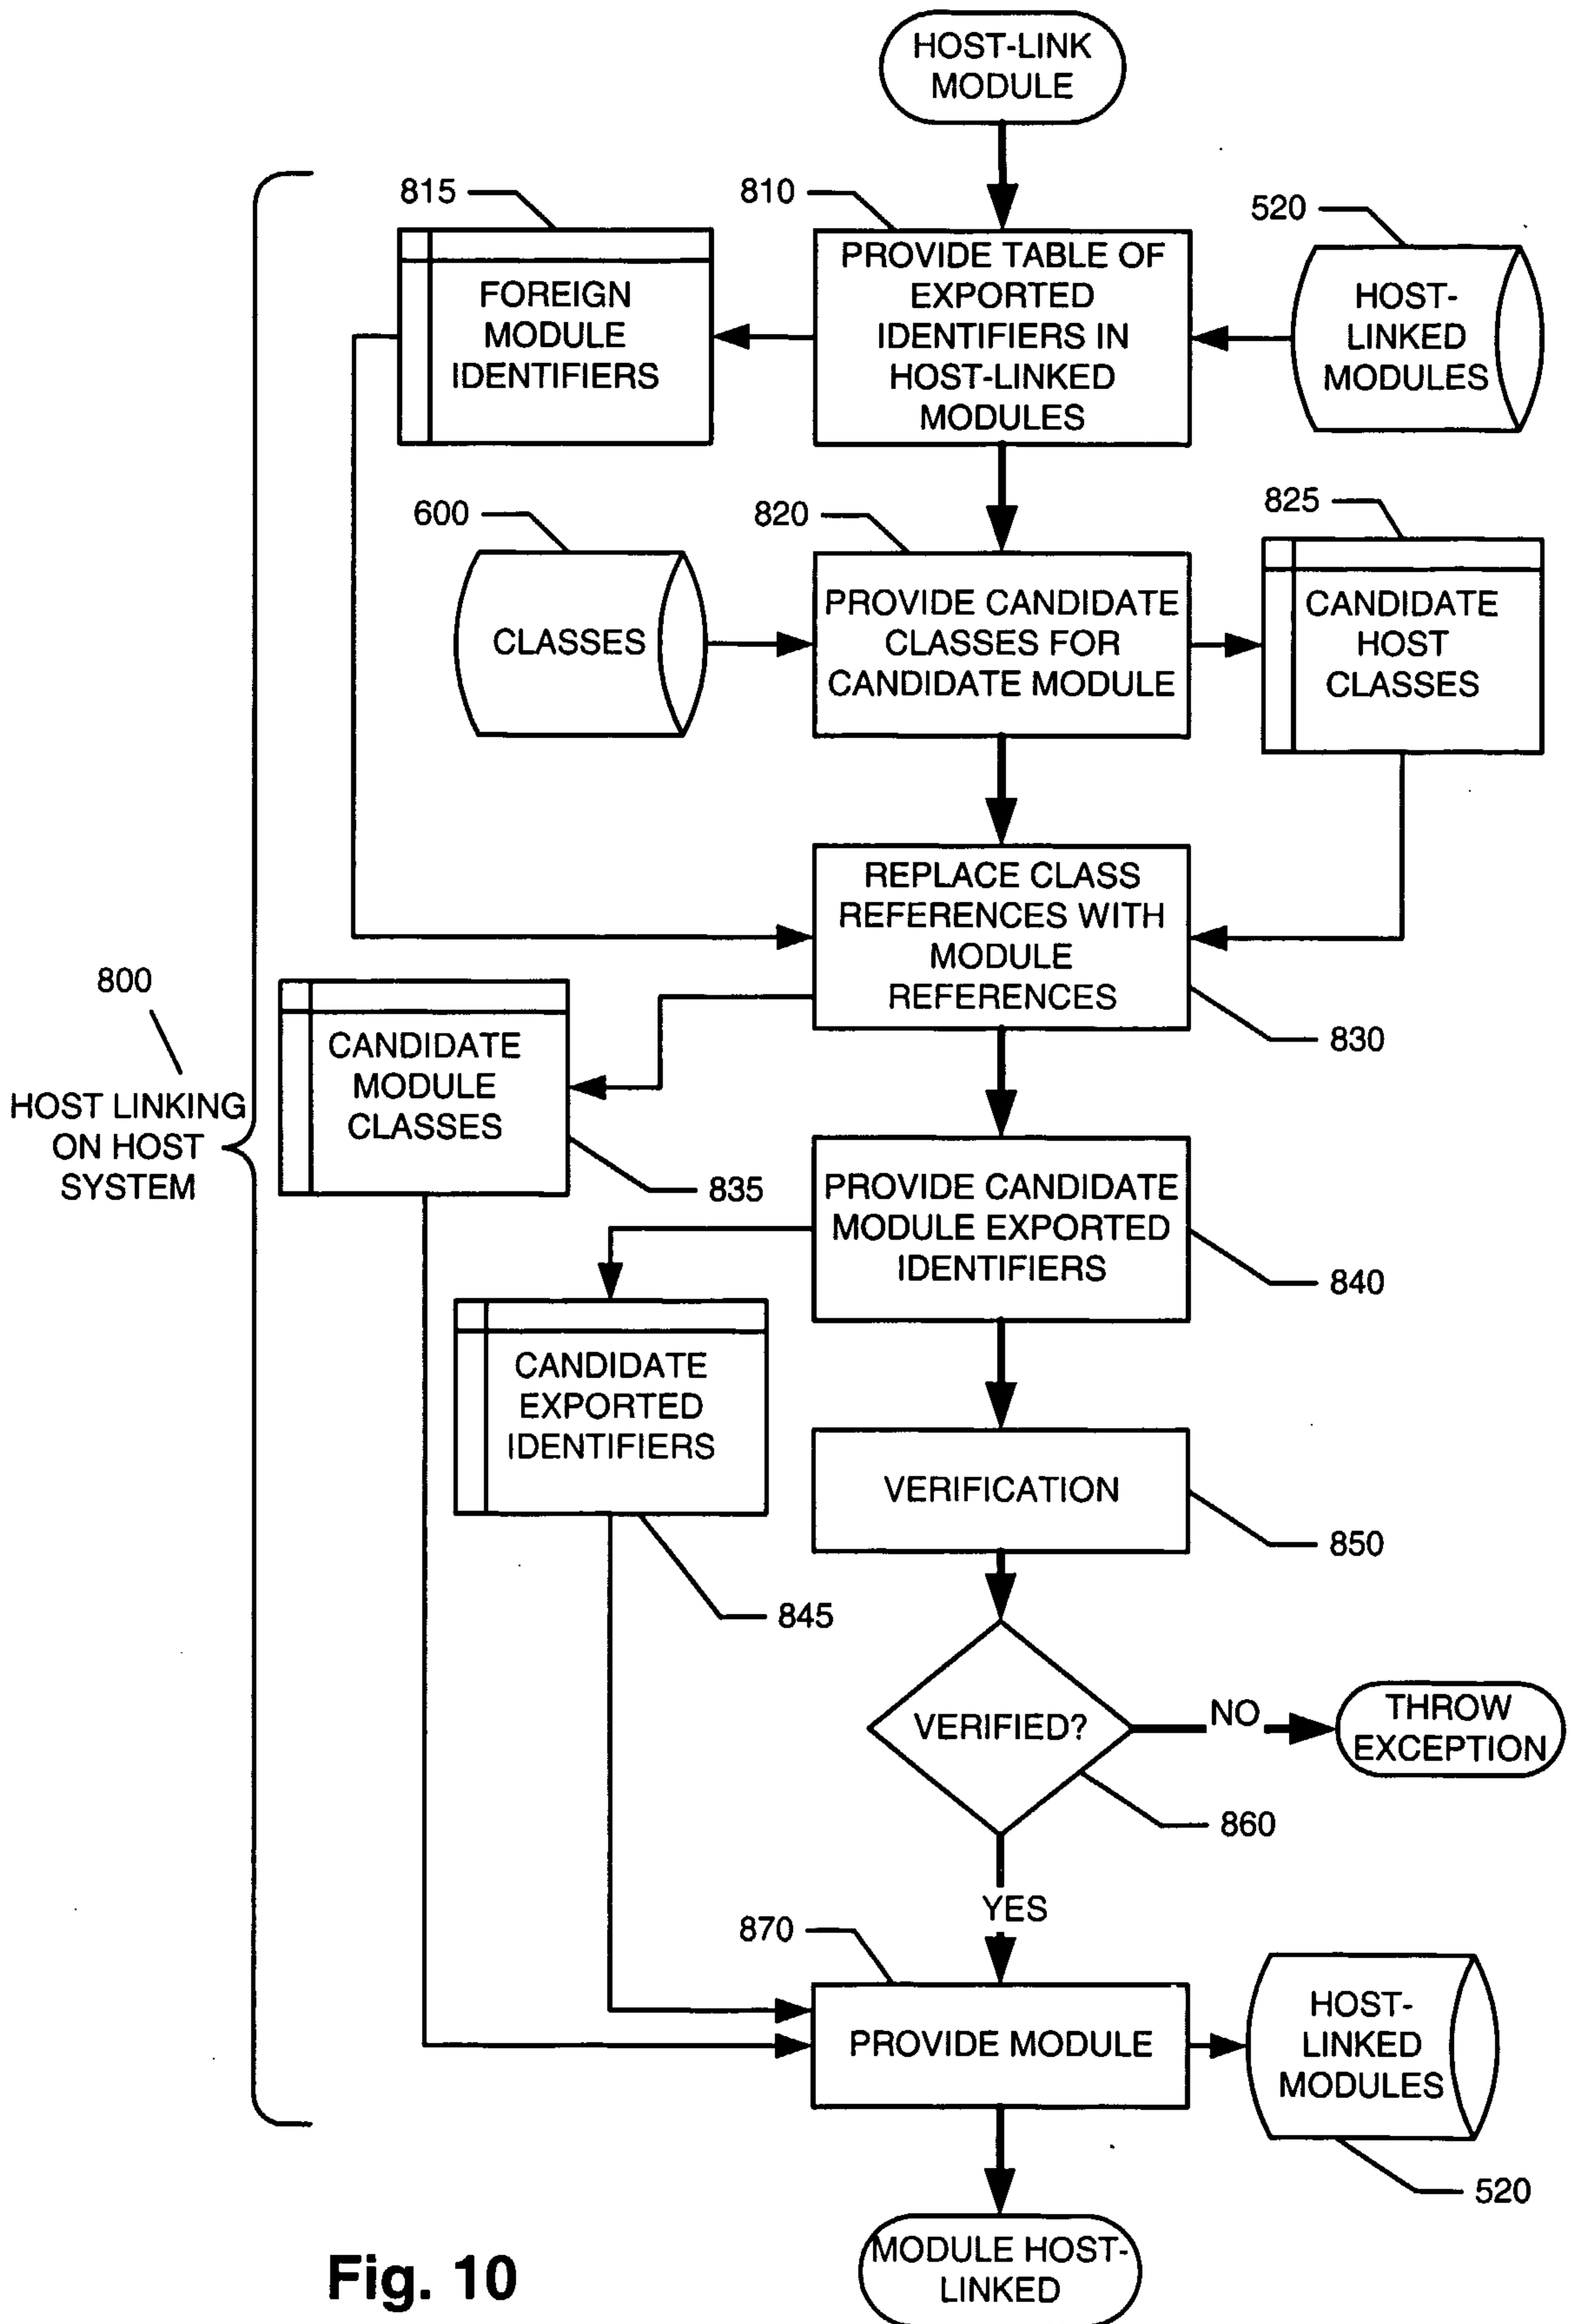 HOST-LINK
MODULE
815
810
520
FOREIGN
MODULE
IDENTIFIERS
PROVIDE TABLE OF
EXPORTED
IDENTIFIERS IN
HOST-LINKED
MODULES
HOST-
LINKED
MODULES
600
820
825
CLASSES
PROVIDE CANDIDATE
CLASSES FOR
CANDIDATE MODULE
CANDIDATE
HOST
CLASSES
REPLACE CLASS
REFERENCES WITH
MODULE
REFERENCES
830
800
HOST LINKING
ON HOST
SYSTEM
CANDIDATE
MODULE
CLASSES
835
PROVIDE CANDIDATE
MODULE EXPORTED
IDENTIFIERS
840
CANDIDATE
EXPORTED
IDENTIFIERS
845
VERIFICATION
850
VERIFIED?
NO
THROW
EXCEPTION
860
YES
870
PROVIDE MODULE
HOST-
LINKED
MODULES
520
MODULE HOST-
LINKED
Fig. 10